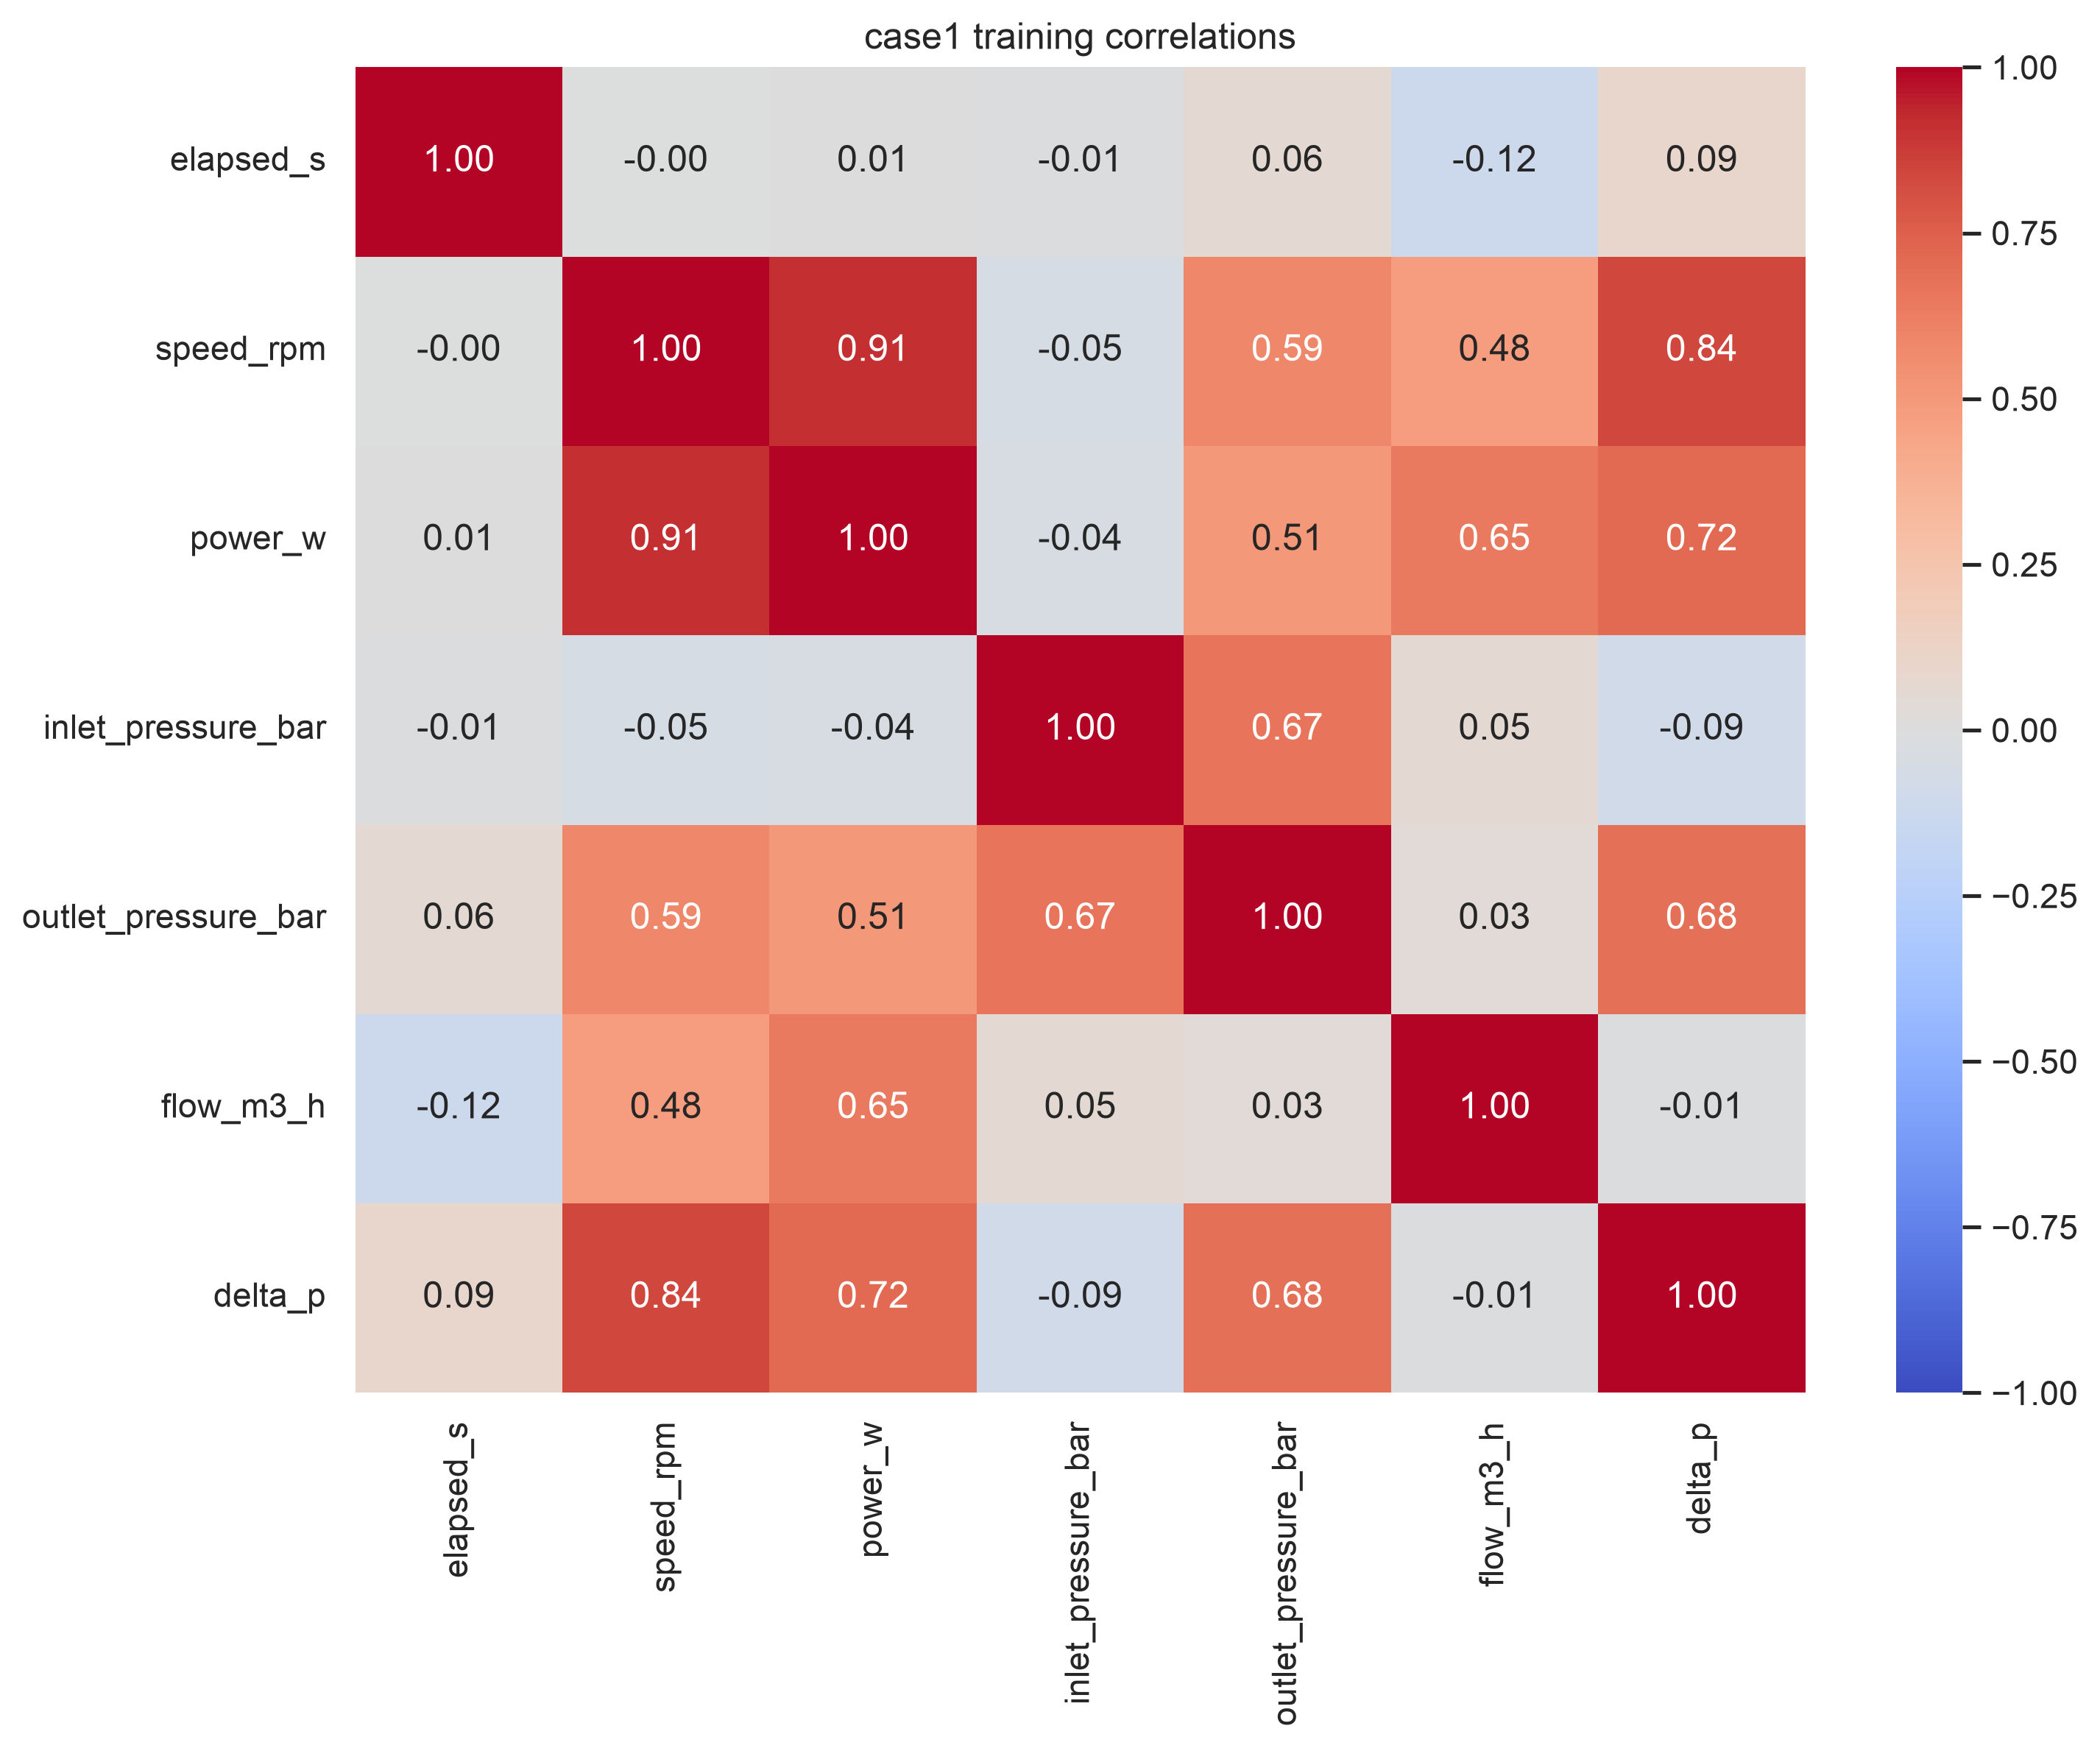 case1 training correlations
elapsed_s 1.00 -0.00 0.01 -0.01 0.06 -0.12 0.09
speed_rpm -0.00 1.00 0.91 -0.05 0.59 0.48 0.84
power_w 0.01 0.91 1.00 -0.04 0.51 0.65 0.72
inlet_pressure_bar -0.01 -0.05 -0.04 1.00 0.67 0.05 -0.09
outlet_pressure_bar 0.06 0.59 0.51 0.67 1.00 0.03 0.68
flow_m3_h -0.12 0.48 0.65 0.05 0.03 1.00 -0.01
delta_p 0.09 0.84 0.72 -0.09 0.68 -0.01 1.00
elapsed_s
speed_rpm
power_w
inlet_pressure_bar
outlet_pressure_bar
flow_m3_h
delta_p
1.00
0.75
0.50
0.25
0.00
−0.25
−0.50
−0.75
−1.00